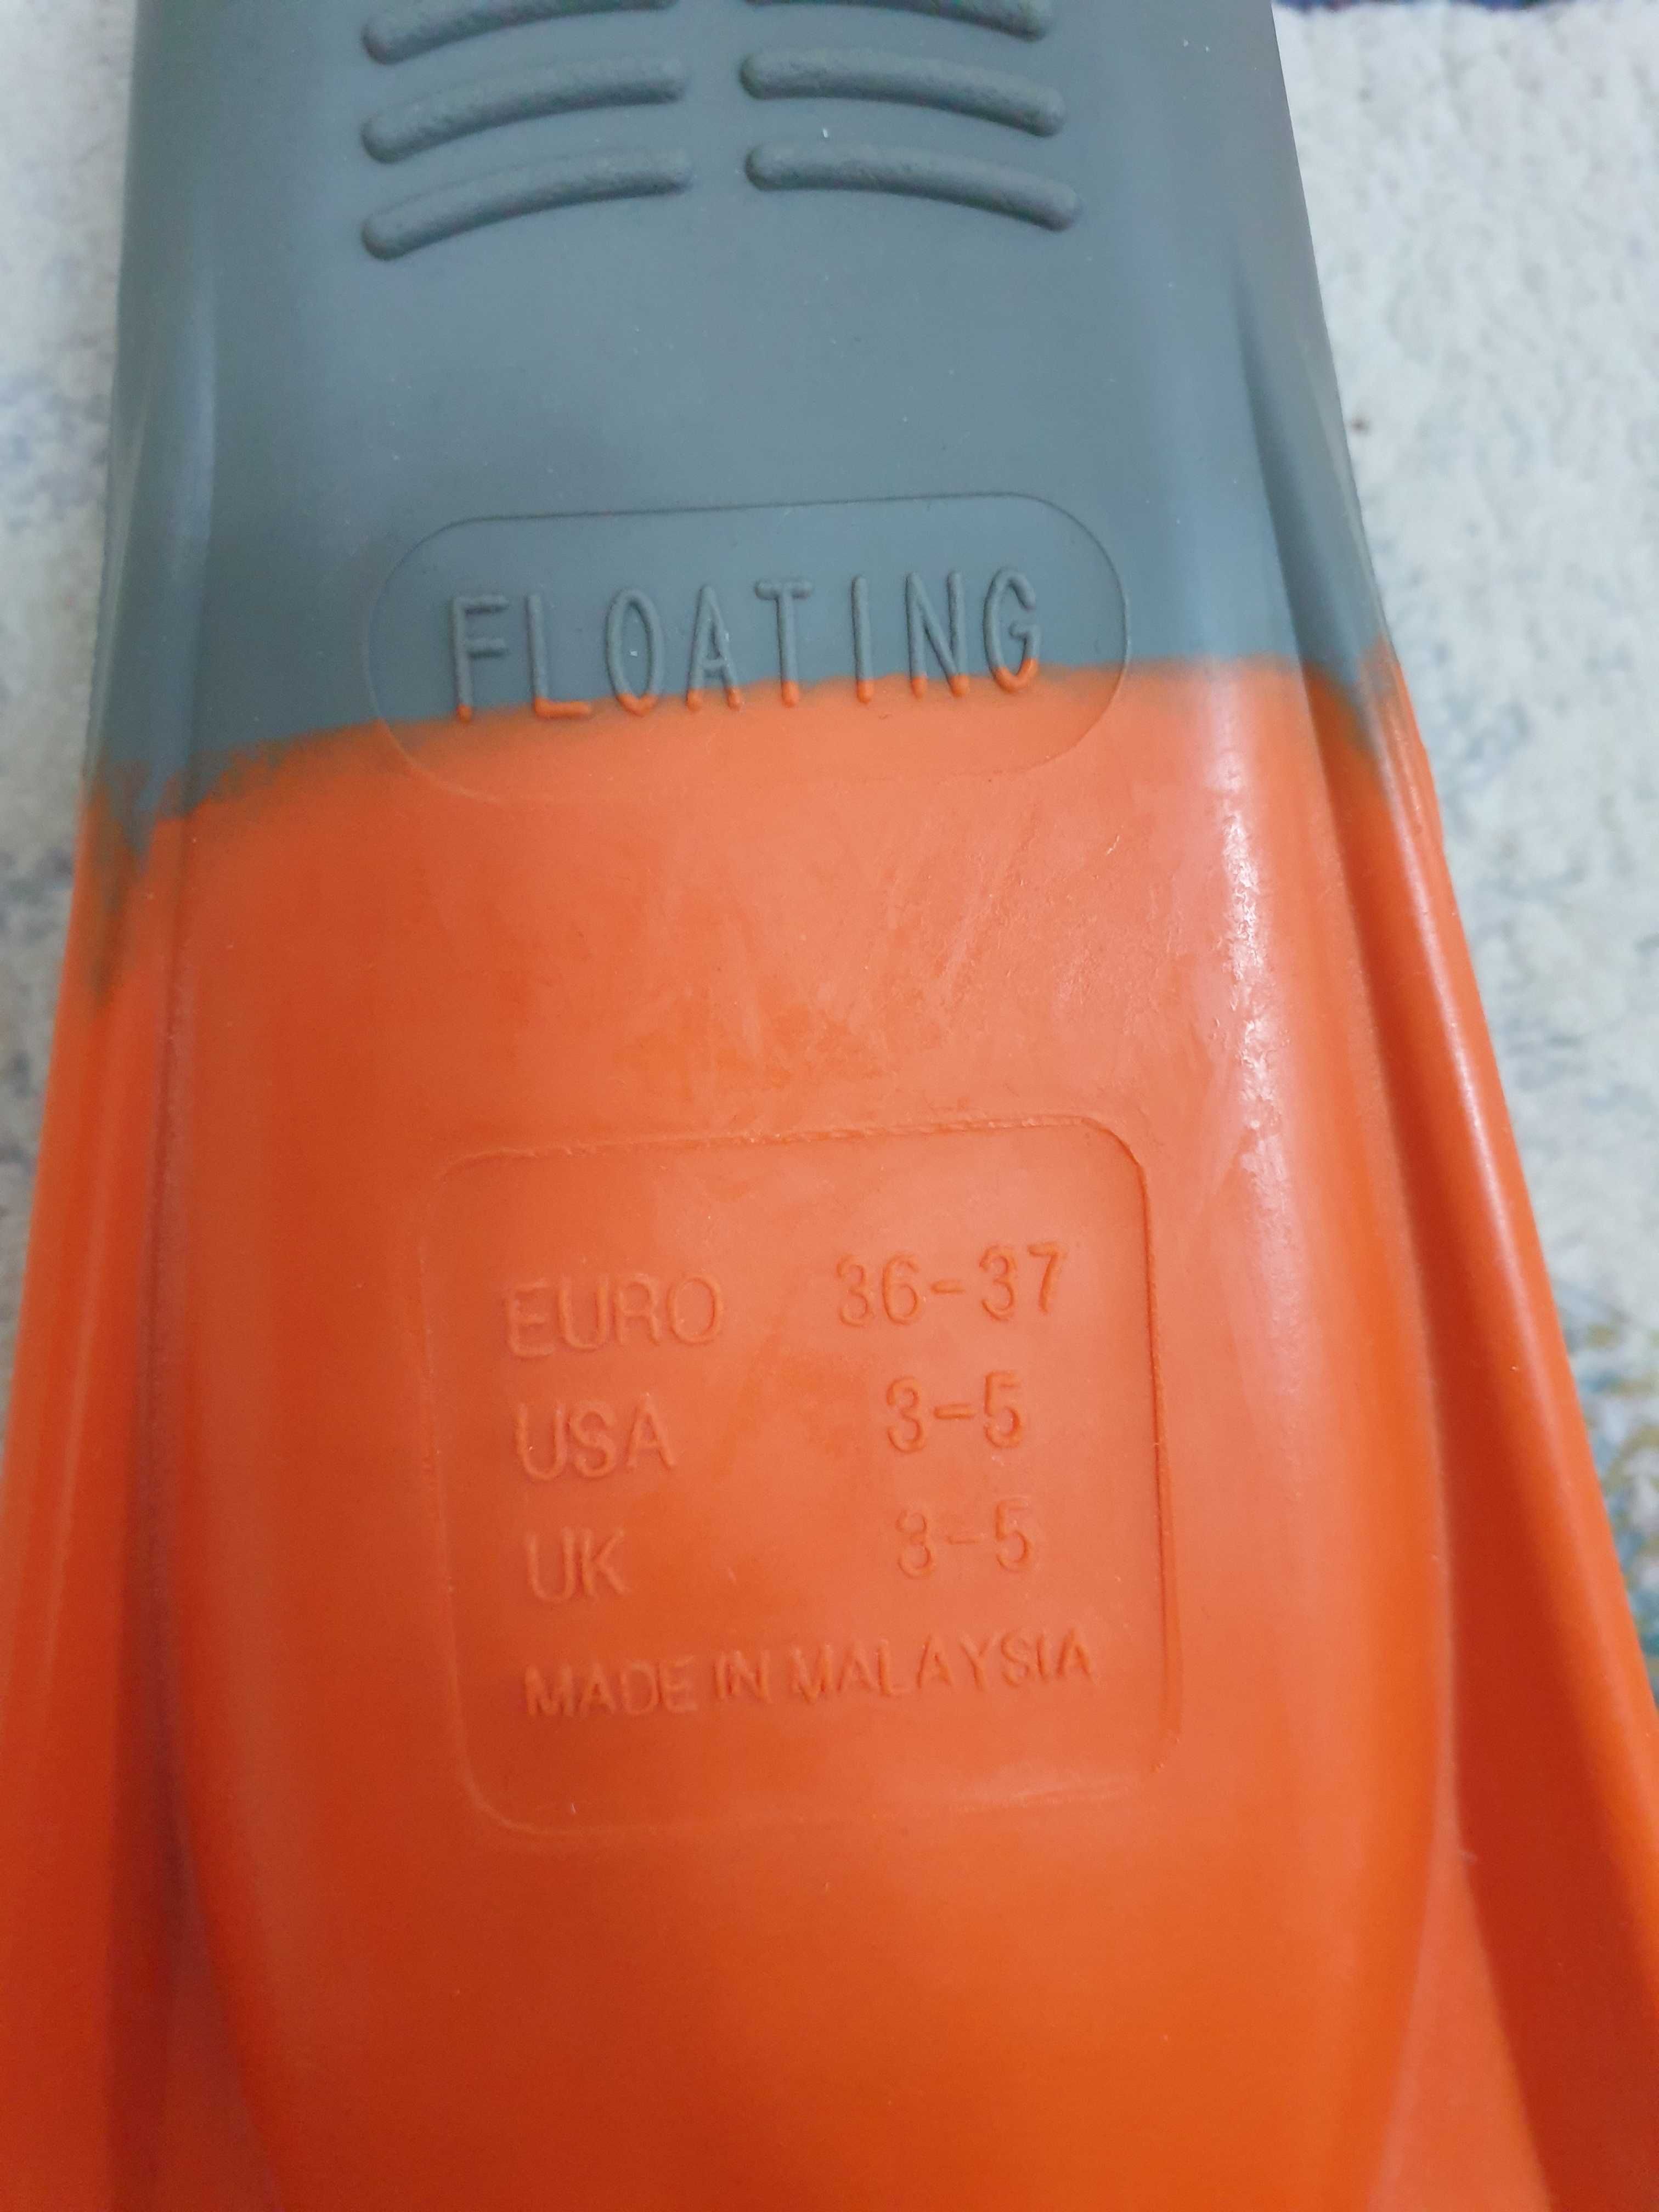 FLOATING
EURO 36-37
USA 3-5
UK 3-5
MADE IN MALAYSIA